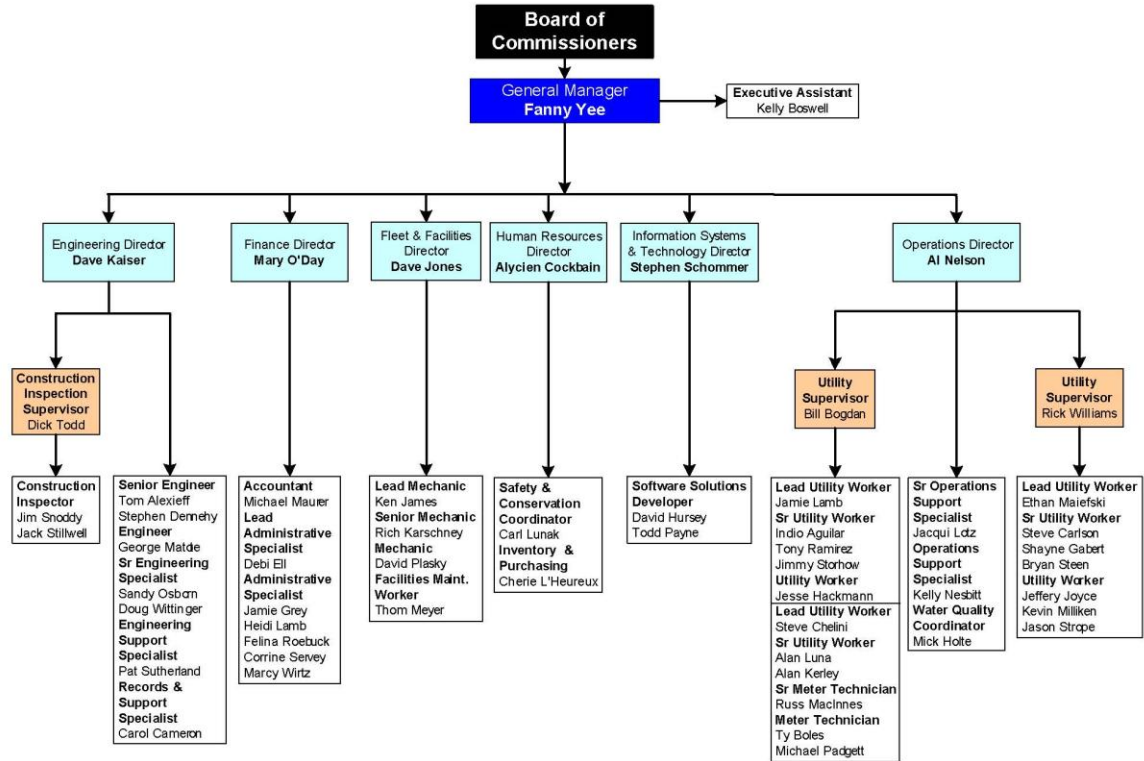 Board of
Commissioners
General Manager
Fanny Yee
Executive Assistant
Kelly Boswell
Engineering Director
Dave Kaiser
Finance Director
Mary O'Day
Fleet & Facilities
Director
Dave Jones
Human Resources
Director
Alycien Cockbain
Information Systems
& Technology Director
Stephen Schommer
Operations Director
Al Nelson
Construction
Inspection
Supervisor
Dick Todd
Utility
Supervisor
Bill Bogdan
Utility
Supervisor
Rick Williams
Construction
Inspector
Jim Snoddy
Jack Stillwell
Senior Engineer
Tom Alexieff
Stephen Dennehy
Engineer
George Matdie
Sr Engineering
Specialist
Sandy Osborn
Doug Wittinger
Engineering
Support
Specialist
Pat Sutherland
Records &
Support
Specialist
Carol Cameron
Accountant
Michael Maurer
Lead
Administrative
Specialist
Debi Ell
Administrative
Specialist
Jamie Grey
Heidi Lamb
Felina Roebuck
Corrine Servey
Marcy Wirtz
Lead Mechanic
Ken James
Senior Mechanic
Rich Karschney
Mechanic
David Plasky
Facilities Maint.
Worker
Thom Meyer
Safety &
Conservation
Coordinator
Carl Lunak
Inventory &
Purchasing
Cherie L'Heureux
Software Solutions
Developer
David Hursey
Todd Payne
Lead Utility Worker
Jamie Lamb
Sr Utility Worker
Indio Aguilar
Tony Ramirez
Jimmy Storhow
Utility Worker
Jesse Hackmann
Lead Utility Worker
Steve Chelini
Sr Utility Worker
Alan Luna
Alan Kerley
Sr Meter Technician
Russ MacInnes
Meter Technician
Ty Boles
Michael Padgett
Sr Operations
Support
Specialist
Jacqui Lotz
Operations
Support
Specialist
Kelly Nesbitt
Water Quality
Coordinator
Mick Holte
Lead Utility Worker
Ethan Maiefski
Sr Utility Worker
Steve Carlson
Shayne Gabert
Bryan Steen
Utility Worker
Jeffery Joyce
Kevin Milliken
Jason Strope